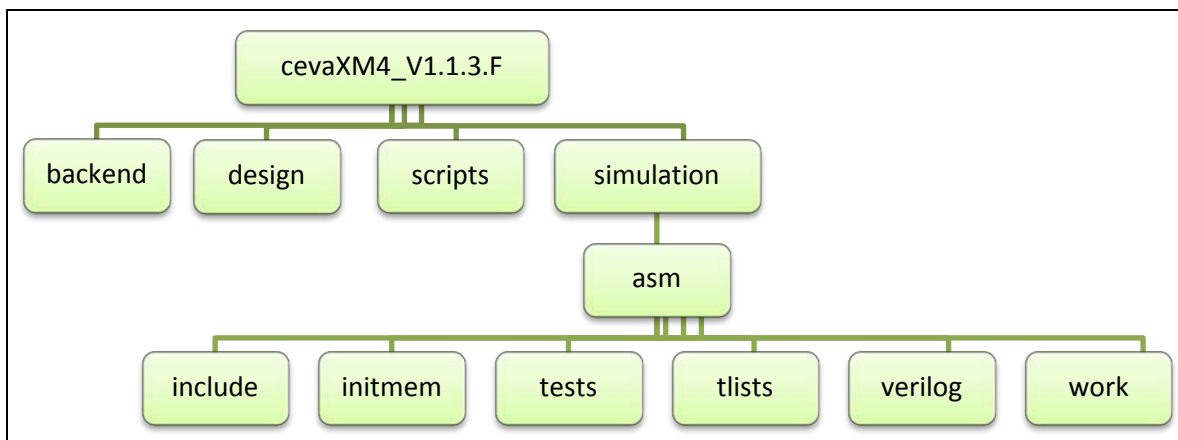 cevaXM4_V1.1.3.F
backend design scripts simulation
asm
include initmem tests tlists verilog work